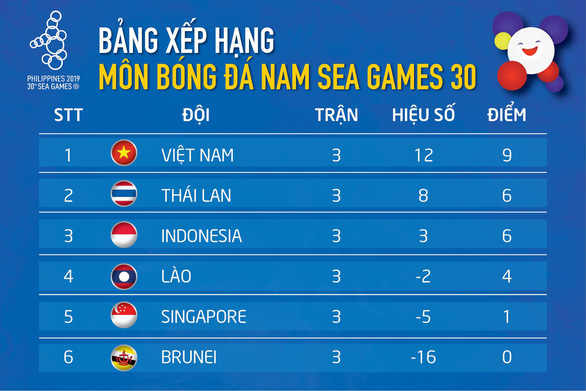 BẢNG XẾP HẠNG
MÔN BÓNG ĐÁ NAM SEA GAMES 30
PHILIPPINES 2019
30TH SEA GAMES
STT ĐỘI TRẬN HIỆU SỐ ĐIỂM
1 VIỆT NAM 3 12 9
2 THÁI LAN 3 8 6
3 INDONESIA 3 3 6
4 LÀO 3 -2 4
5 SINGAPORE 3 -5 1
6 BRUNEI 3 -16 0